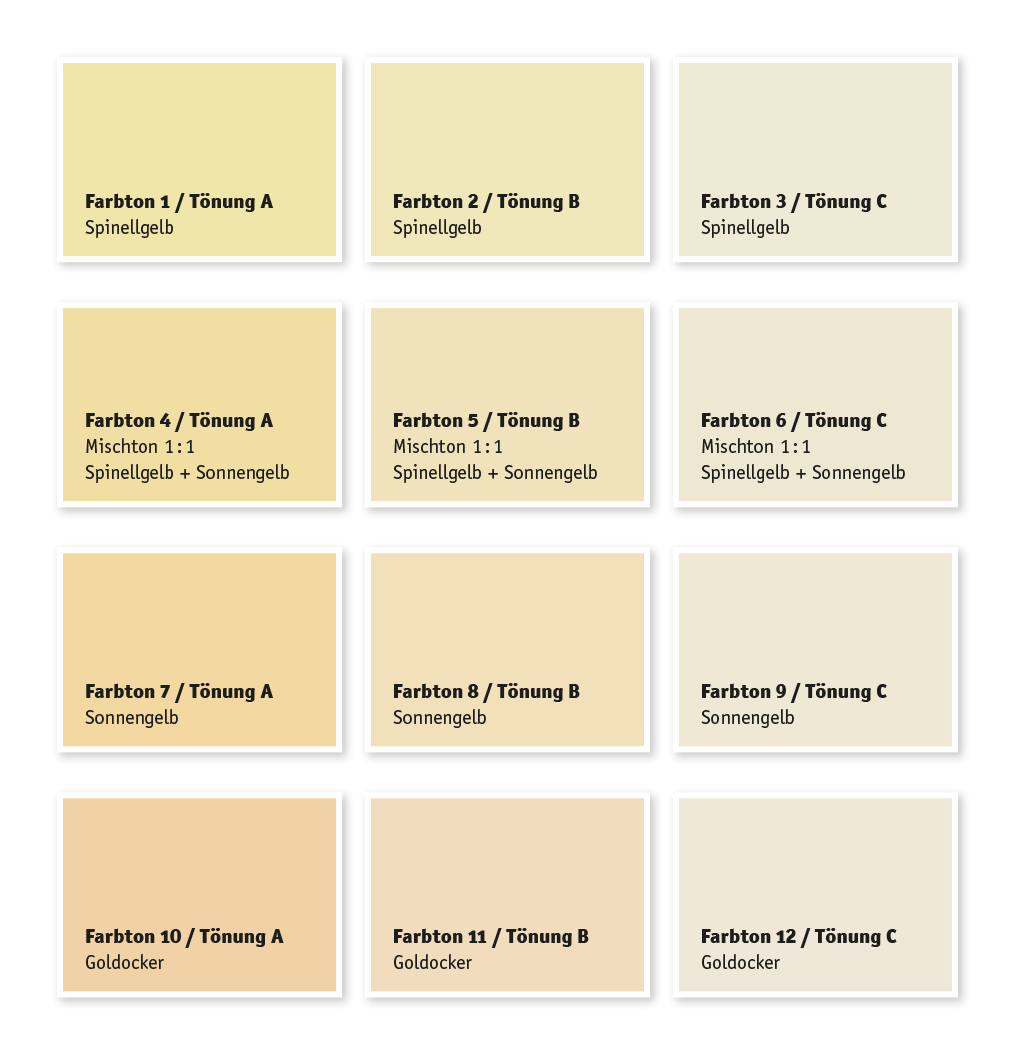 Farbton 1 / Tönung A
Spinellgelb
Farbton 2 / Tönung B
Spinellgelb
Farbton 3 / Tönung C
Spinellgelb
Farbton 4 / Tönung A
Mischton 1:1
Spinellgelb + Sonnengelb
Farbton 5 / Tönung B
Mischton 1:1
Spinellgelb + Sonnengelb
Farbton 6 / Tönung C
Mischton 1:1
Spinellgelb + Sonnengelb
Farbton 7 / Tönung A
Sonnengelb
Farbton 8 / Tönung B
Sonnengelb
Farbton 9 / Tönung C
Sonnengelb
Farbton 10 / Tönung A
Goldocker
Farbton 11 / Tönung B
Goldocker
Farbton 12 / Tönung C
Goldocker